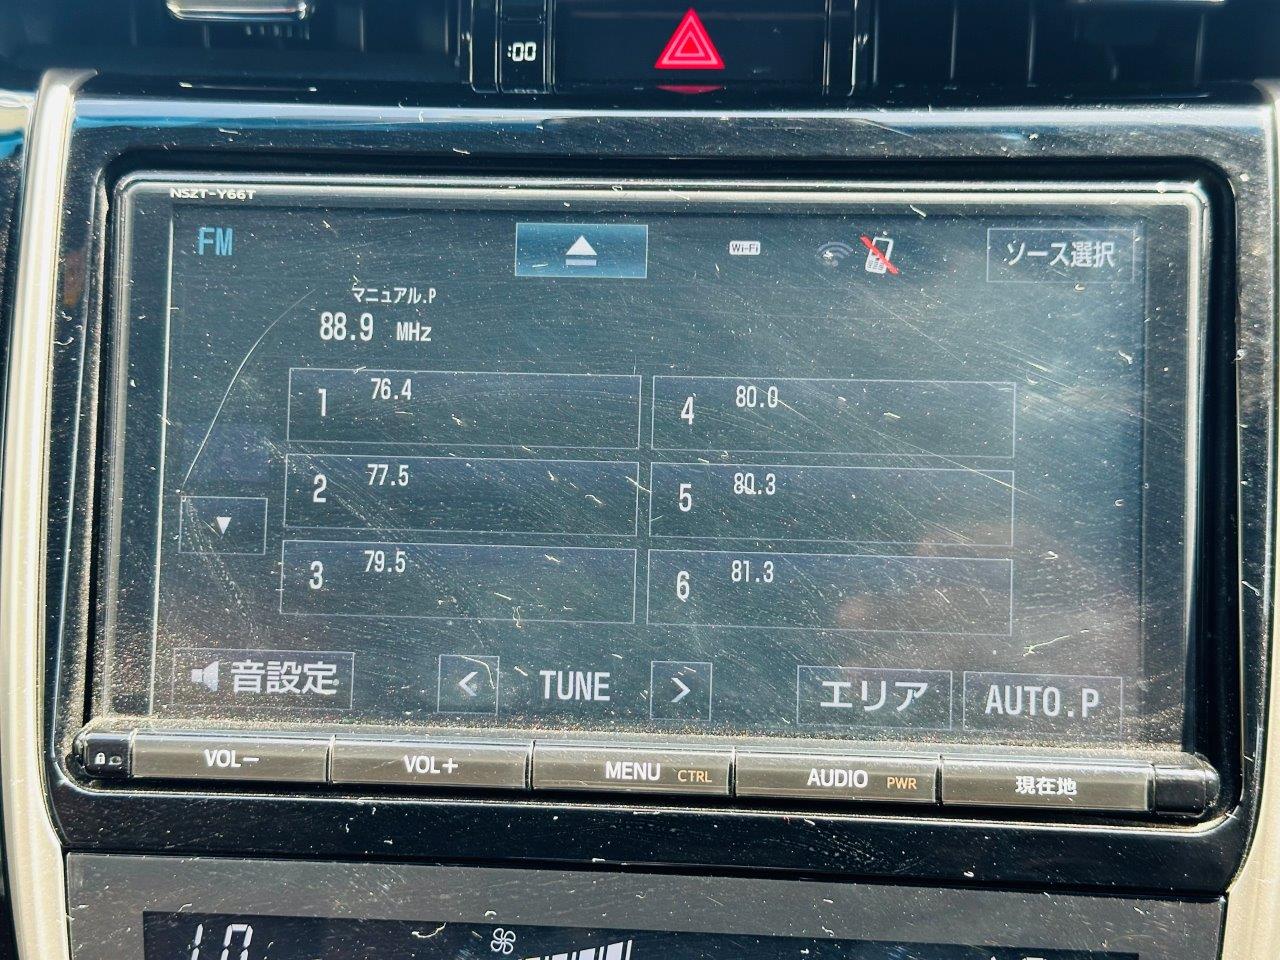 :00
NSZT-Y66T
FM
Wi-Fi
ソース選択
マニュアル.P
88.9 MHz
1 76.4
4 80.0
2 77.5
5 80.3
3 79.5
6 81.3
音設定
< TUNE >
エリア
AUTO.P
VOL−
VOL+
MENU CTRL
AUDIO PWR
現在地